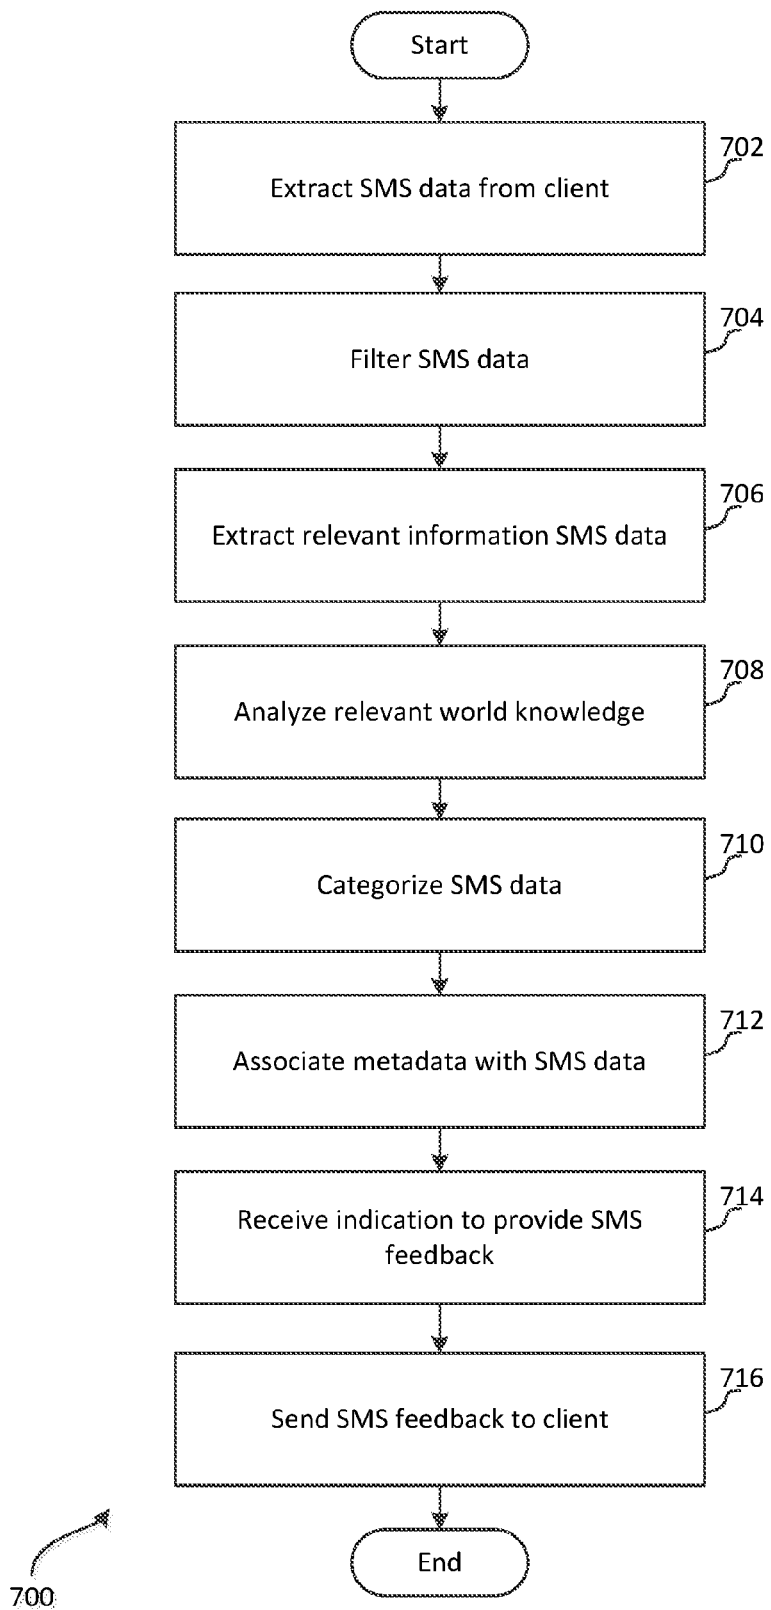 Start
702
Extract SMS data from client
704
Filter SMS data
706
Extract relevant information SMS data
708
Analyze relevant world knowledge
710
Categorize SMS data
712
Associate metadata with SMS data
714
Receive indication to provide SMS
feedback
716
Send SMS feedback to client
End
700